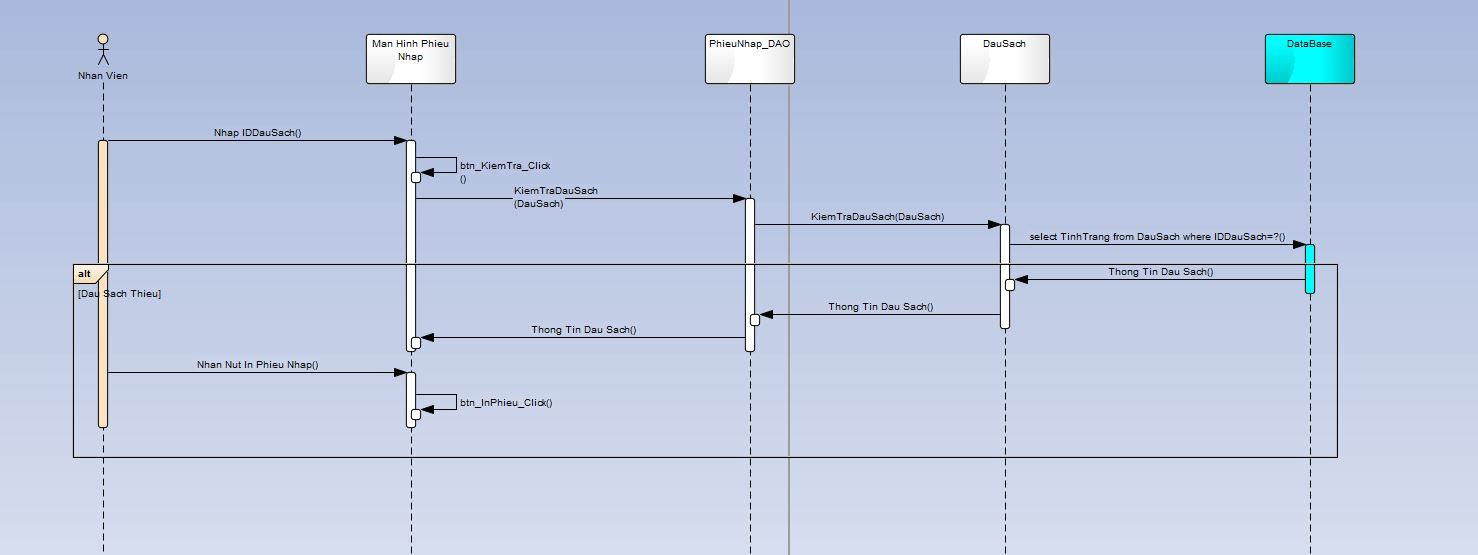 Nhan Vien
Man Hinh Phieu
Nhap
PhieuNhap_DAO
DauSach
DataBase
Nhap IDDauSach()
btn_KiemTra_Click
()
KiemTraDauSach
(DauSach)
KiemTraDauSach(DauSach)
select TinhTrang from DauSach where IDDauSach=?()
alt
[Dau Sach Thieu]
Thong Tin Dau Sach()
Thong Tin Dau Sach()
Thong Tin Dau Sach()
Nhan Nut In Phieu Nhap()
btn_InPhieu_Click()